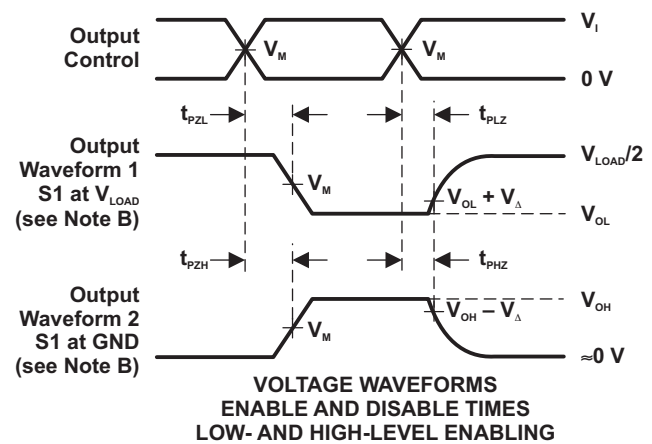 Output
Control
V_M
V_M
V_I
0 V
t_PZL
t_PLZ
Output
Waveform 1
S1 at V_LOAD
(see Note B)
V_M
V_OL + V_Δ
V_LOAD/2
V_OL
t_PZH
t_PHZ
Output
Waveform 2
S1 at GND
(see Note B)
V_M
V_OH – V_Δ
V_OH
≈0 V
VOLTAGE WAVEFORMS
ENABLE AND DISABLE TIMES
LOW- AND HIGH-LEVEL ENABLING